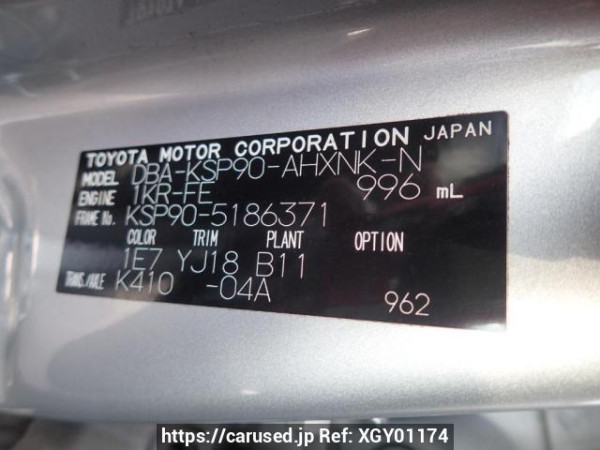 TOYOTA MOTOR CORPORATION JAPAN
MODEL DBA-KSP90-AHXNK-N
ENGINE 1KR-FE 996 mL
FRAME No. KSP90-5186371
COLOR TRIM PLANT OPTION
1E7 YJ18 B11
TRANS./AXLE K410 -04A
962
https://carused.jp Ref: XGY01174